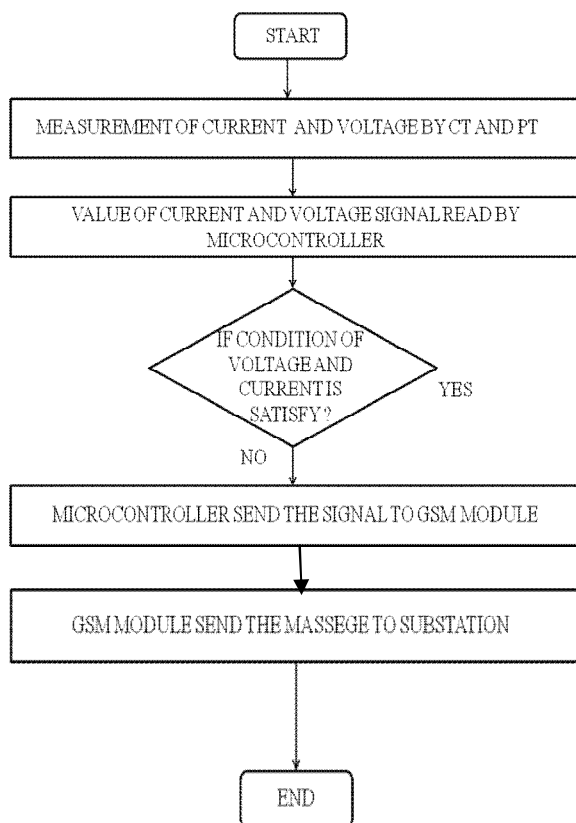 START
MEASUREMENT OF CURRENT AND VOLTAGE BY CT AND PT
VALUE OF CURRENT AND VOLTAGE SIGNAL READ BY
MICROCONTROLLER
IF CONDITION OF
VOLTAGE AND
CURRENT IS
SATISFY?
YES
NO
MICROCONTROLLER SEND THE SIGNAL TO GSM MODULE
GSM MODULE SEND THE MASSEGE TO SUBSTATION
END